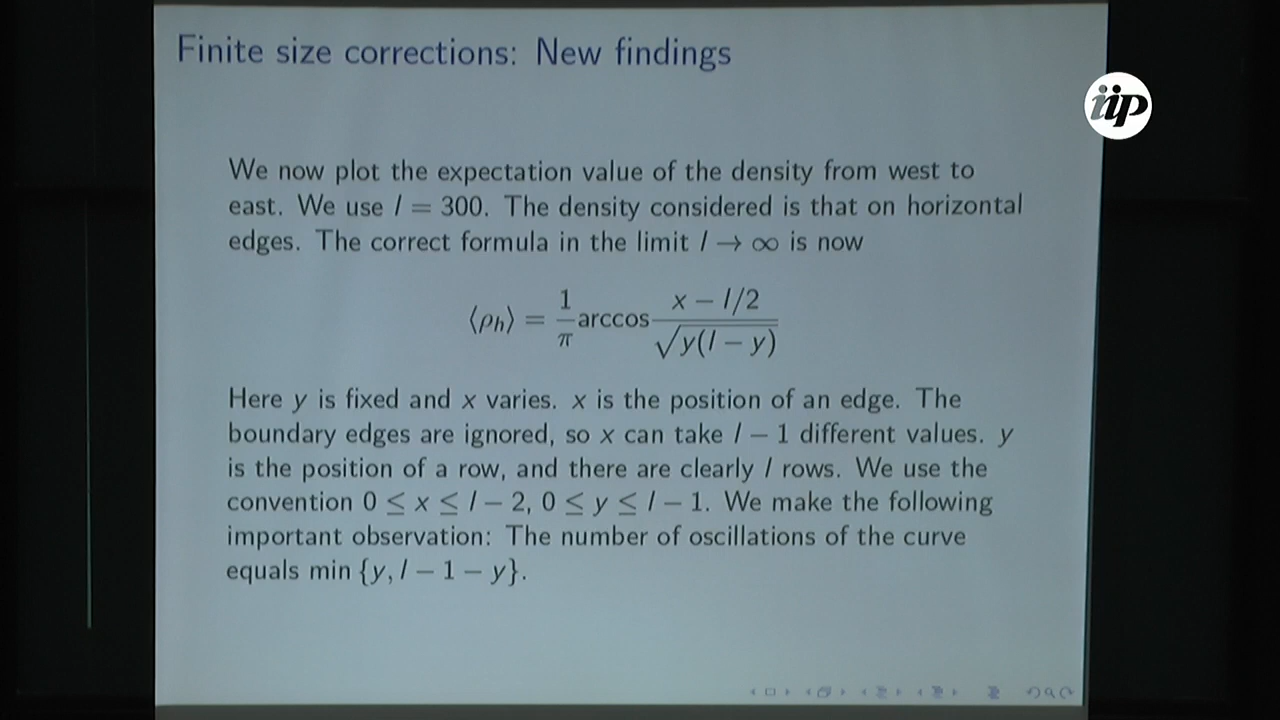 Finite size corrections: New findings
iip
We now plot the expectation value of the density from west to
east. We use l = 300. The density considered is that on horizontal
edges. The correct formula in the limit l → ∞ is now
⟨ρh⟩ = 1/π arccos (x − l/2)/√(y(l − y))
Here y is fixed and x varies. x is the position of an edge. The
boundary edges are ignored, so x can take l − 1 different values. y
is the position of a row, and there are clearly l rows. We use the
convention 0 ≤ x ≤ l − 2, 0 ≤ y ≤ l − 1. We make the following
important observation: The number of oscillations of the curve
equals min {y, l − 1 − y}.